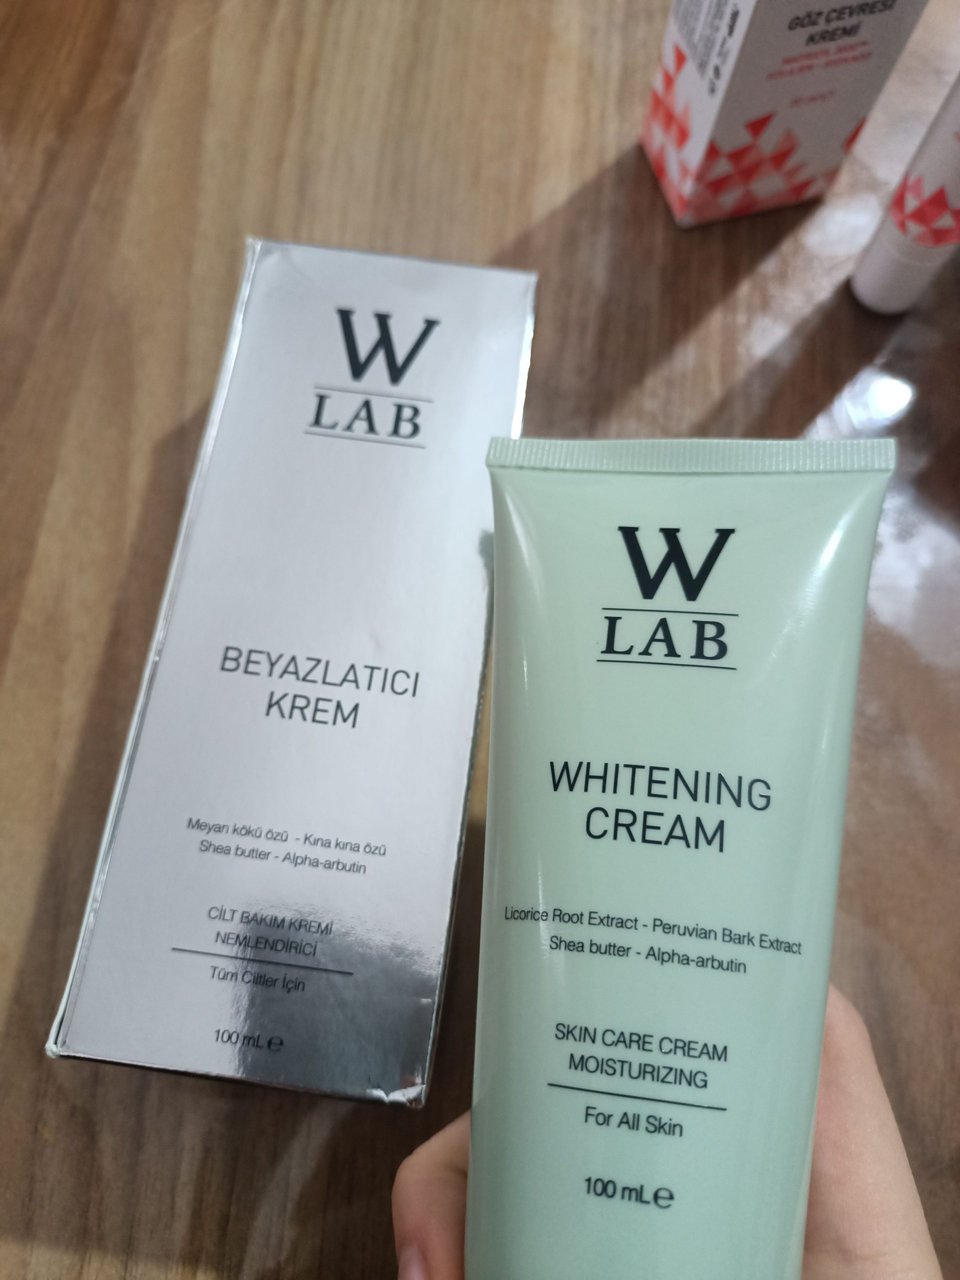 GÖZ ÇEVRESİ
KREMİ
W
LAB
BEYAZLATICI
KREM
Meyan kökü özü - Kına kına özü
Shea butter - Alpha-arbutin
CİLT BAKIM KREMİ
NEMLENDİRİCİ
Tüm Ciltler İçin
100 mL e
W
LAB
WHITENING
CREAM
Licorice Root Extract - Peruvian Bark Extract
Shea butter - Alpha-arbutin
SKIN CARE CREAM
MOISTURIZING
For All Skin
100 mL e